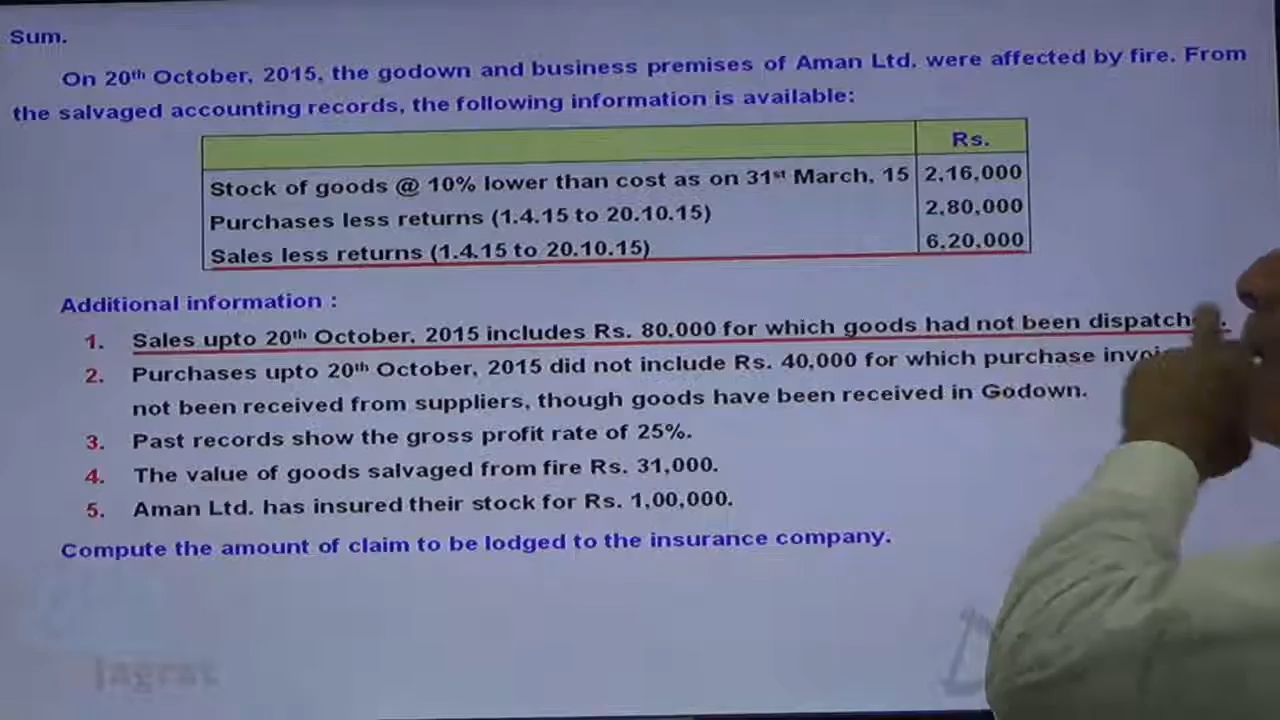 Sum.
On 20th October, 2015, the godown and business premises of Aman Ltd. were affected by fire. From
the salvaged accounting records, the following information is available:
Rs.
Stock of goods @ 10% lower than cost as on 31st March, 15 2,16,000
Purchases less returns (1.4.15 to 20.10.15) 2,80,000
Sales less returns (1.4.15 to 20.10.15) 6,20,000
Additional information :
1. Sales upto 20th October, 2015 includes Rs. 80,000 for which goods had not been
2. Purchases upto 20th October, 2015 did not include Rs. 40,000 for which purchase
not been received from suppliers, though goods have been received in Godown.
3. Past records show the gross profit rate of 25%.
4. The value of goods salvaged from fire Rs. 31,000.
5. Aman Ltd. has insured their stock for Rs. 1,00,000.
Compute the amount of claim to be lodged to the insurance company.
jagrat